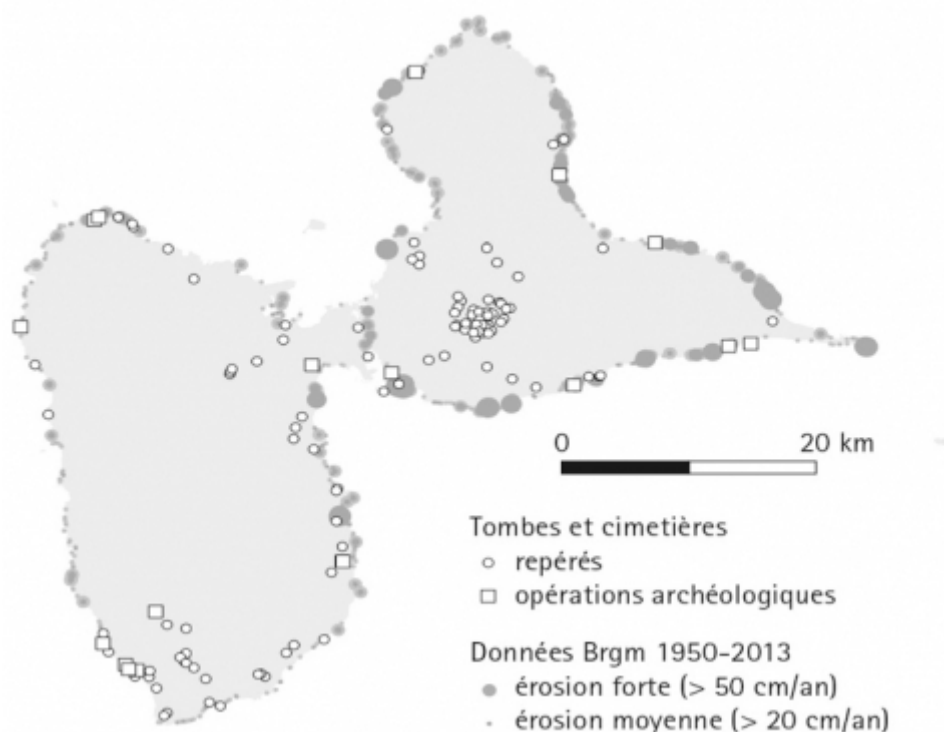 0 20 km
Tombes et cimetières
repérés
opérations archéologiques
Données Brgm 1950-2013
érosion forte (> 50 cm/an)
érosion moyenne (> 20 cm/an)